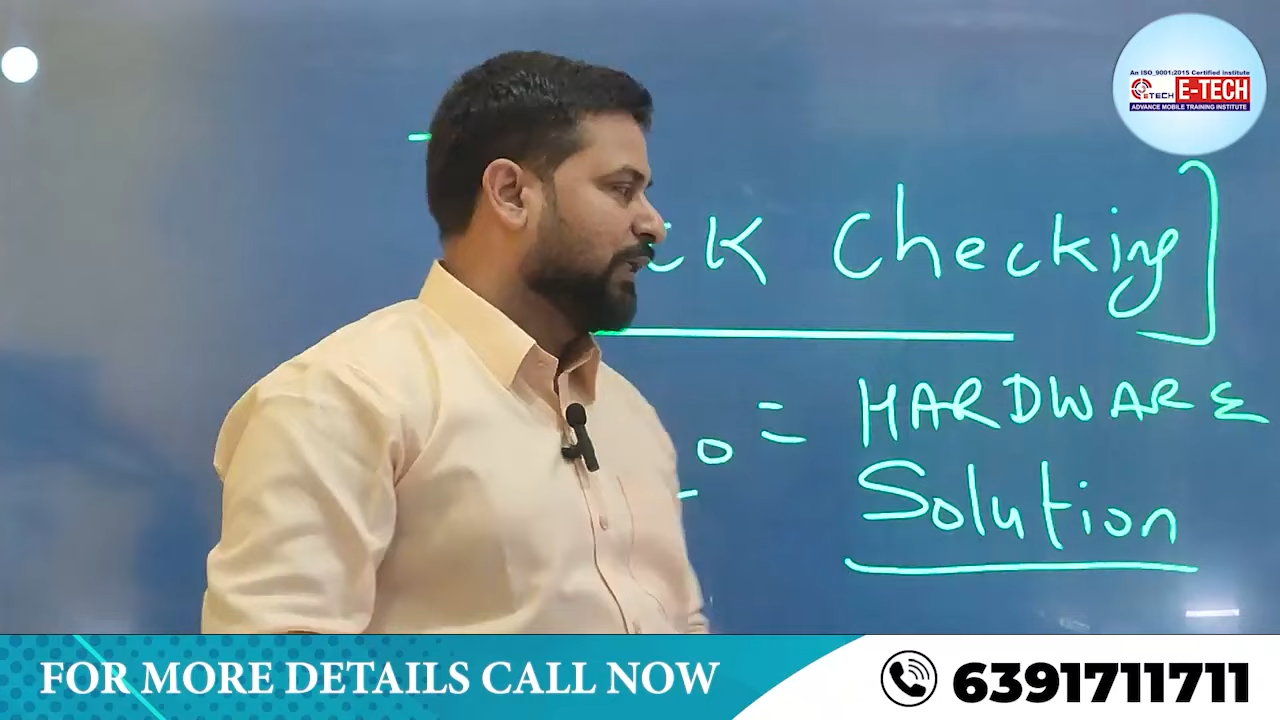 An ISO 9001:2015 Certified Institute
ETECH E-TECH
ADVANCE MOBILE TRAINING INSTITUTE
CK Checking]
= HARDWARE
Solution
FOR MORE DETAILS CALL NOW
6391711711